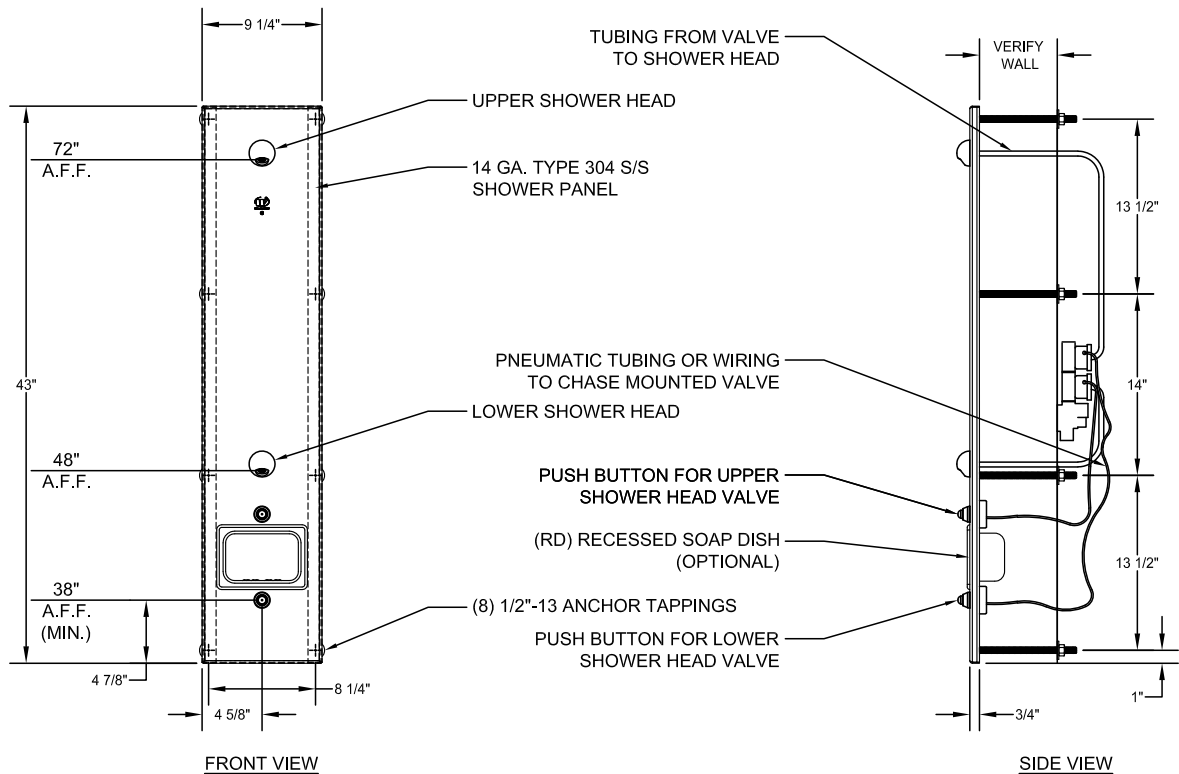 9 1/4"
TUBING FROM VALVE
TO SHOWER HEAD
VERIFY
WALL
UPPER SHOWER HEAD
72"
A.F.F.
14 GA. TYPE 304 S/S
SHOWER PANEL
13 1/2"
43"
PNEUMATIC TUBING OR WIRING
TO CHASE MOUNTED VALVE
14"
LOWER SHOWER HEAD
48"
A.F.F.
PUSH BUTTON FOR UPPER
SHOWER HEAD VALVE
(RD) RECESSED SOAP DISH
(OPTIONAL)
13 1/2"
38"
A.F.F.
(MIN.)
(8) 1/2"-13 ANCHOR TAPPINGS
PUSH BUTTON FOR LOWER
SHOWER HEAD VALVE
4 7/8"
8 1/4"
4 5/8"
3/4"
1"
FRONT VIEW
SIDE VIEW